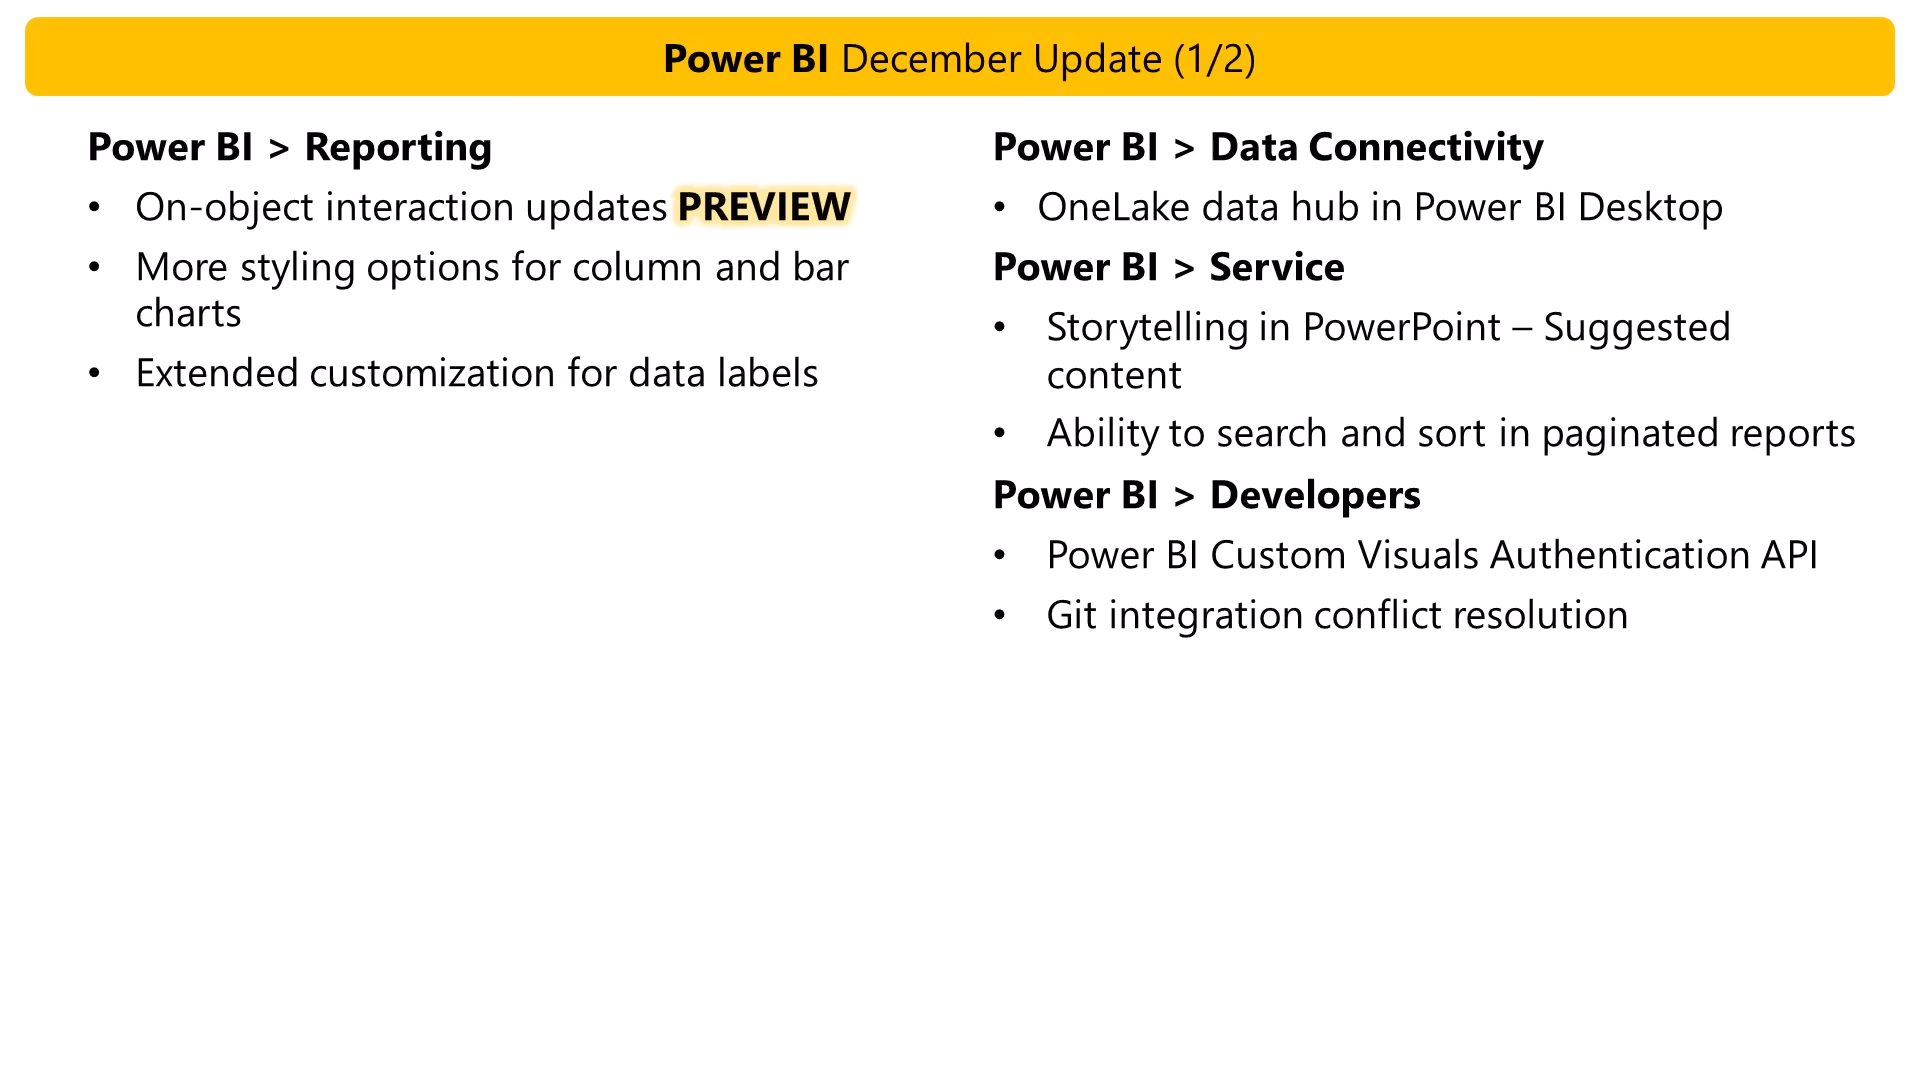 Power BI December Update (1/2)
Power BI > Reporting
• On-object interaction updates PREVIEW
• More styling options for column and bar
charts
• Extended customization for data labels
Power BI > Data Connectivity
• OneLake data hub in Power BI Desktop
Power BI > Service
• Storytelling in PowerPoint – Suggested
content
• Ability to search and sort in paginated reports
Power BI > Developers
• Power BI Custom Visuals Authentication API
• Git integration conflict resolution